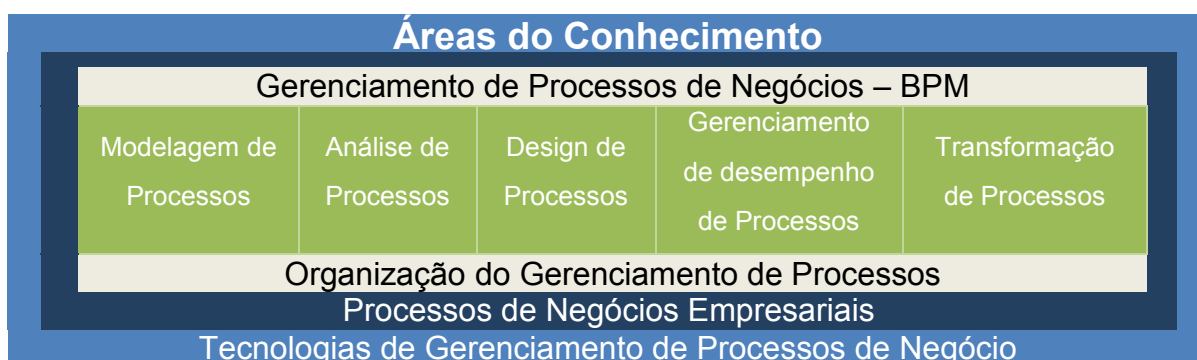 Áreas do Conhecimento
Gerenciamento de Processos de Negócios – BPM
Modelagem de
Processos
Análise de
Processos
Design de
Processos
Gerenciamento
de desempenho
de Processos
Transformação
de Processos
Organização do Gerenciamento de Processos
Processos de Negócios Empresariais
Tecnologias de Gerenciamento de Processos de Negócio